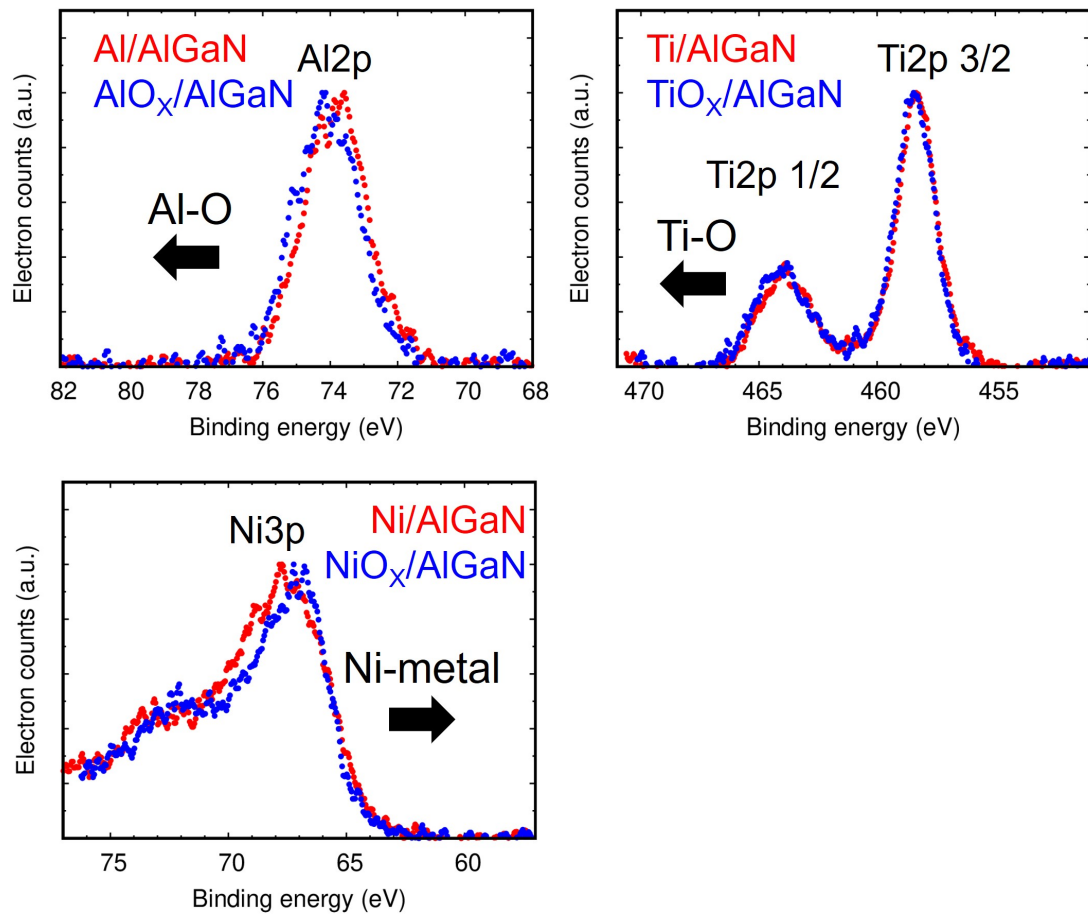 Al/AlGaN
AlOX/AlGaN
Al2p
Al-O
Electron counts (a.u.)
82 80 78 76 74 72 70 68
Binding energy (eV)
Ti/AlGaN
TiOX/AlGaN
Ti2p 3/2
Ti2p 1/2
Ti-O
Electron counts (a.u.)
470 465 460 455
Binding energy (eV)
Ni3p
Ni/AlGaN
NiOX/AlGaN
Ni-metal
Electron counts (a.u.)
75 70 65 60
Binding energy (eV)